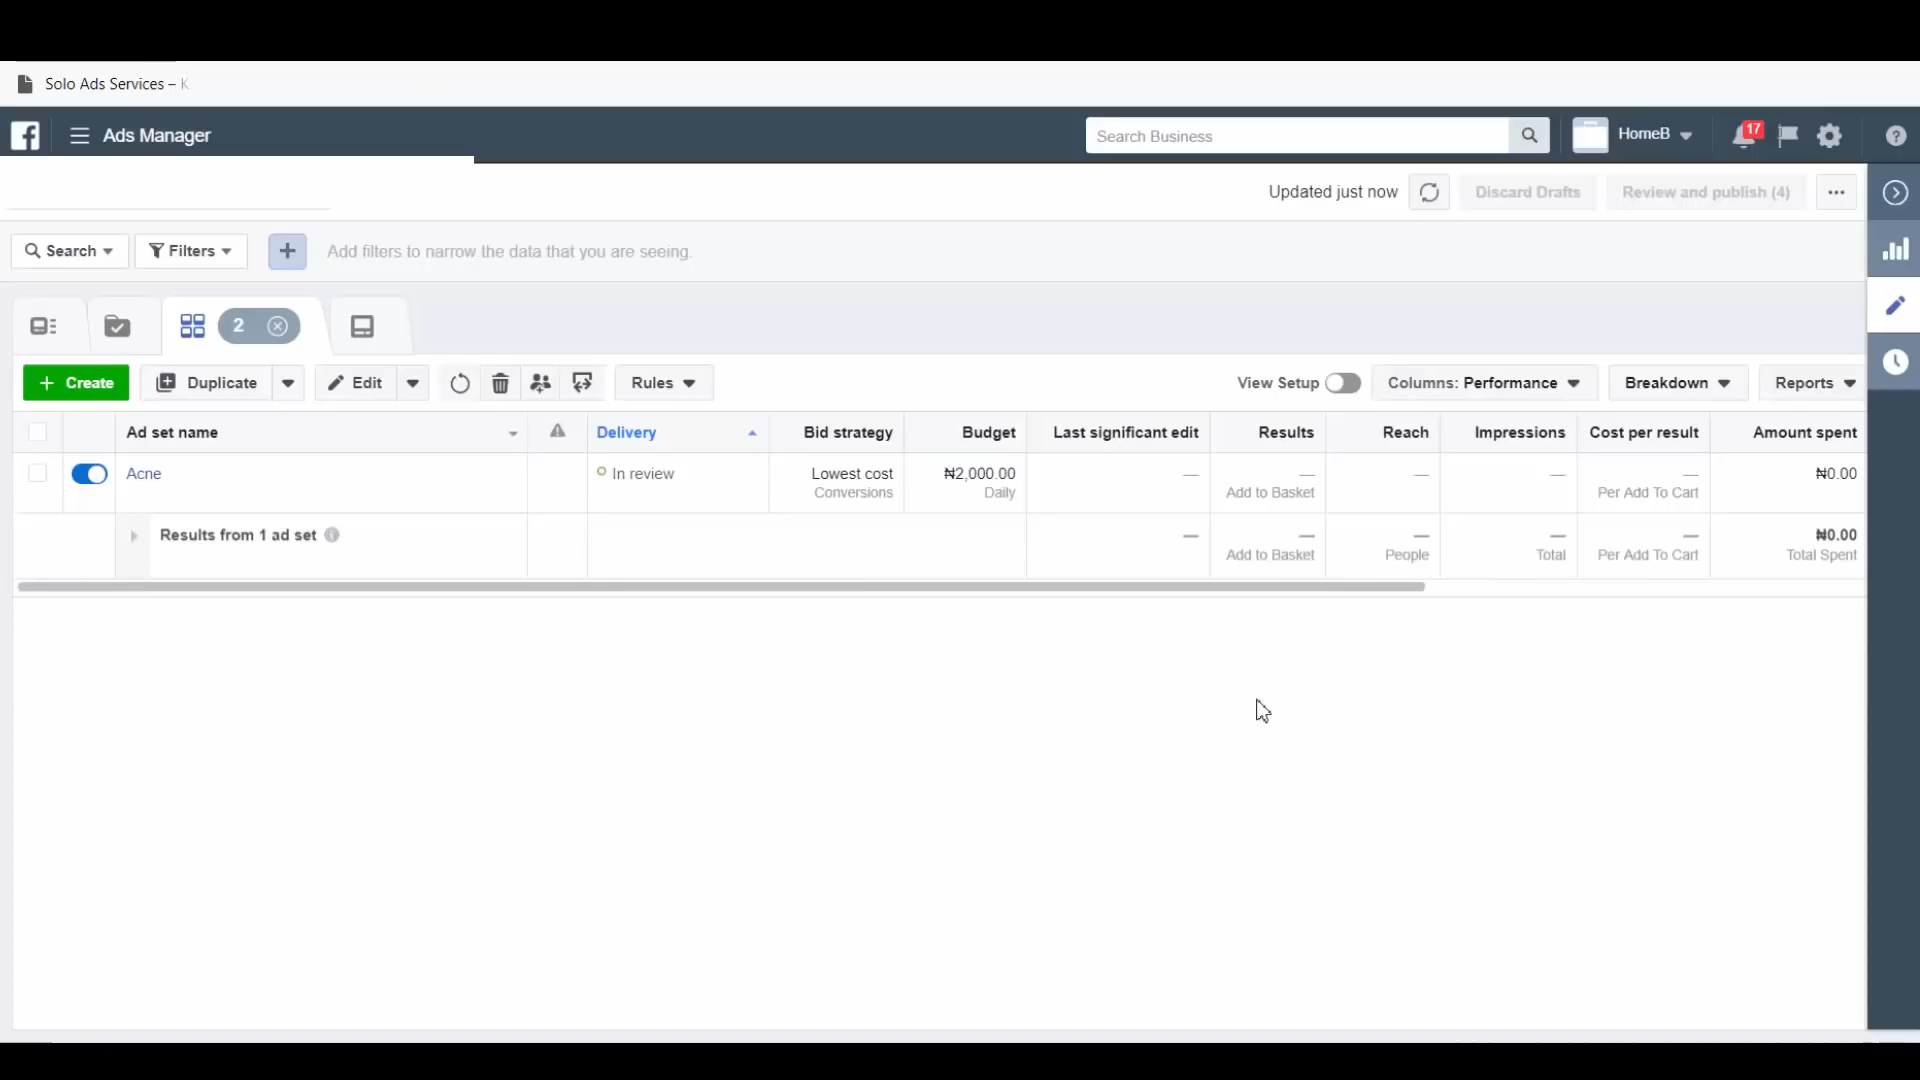 Solo Ads Services – K
Ads Manager
Search Business
HomeB
17
Updated just now
Discard Drafts
Review and publish (4)
Search
Filters
Add filters to narrow the data that you are seeing.
2
+ Create
Duplicate
Edit
Rules
View Setup
Columns: Performance
Breakdown
Reports
Ad set name
Delivery
Bid strategy
Budget
Last significant edit
Results
Reach
Impressions
Cost per result
Amount spent
Acne
In review
Lowest cost
Conversions
₦2,000.00
Daily
—
—
Add to Basket
—
—
—
Per Add To Cart
₦0.00
Results from 1 ad set
—
—
Add to Basket
—
People
—
Total
—
Per Add To Cart
₦0.00
Total Spent